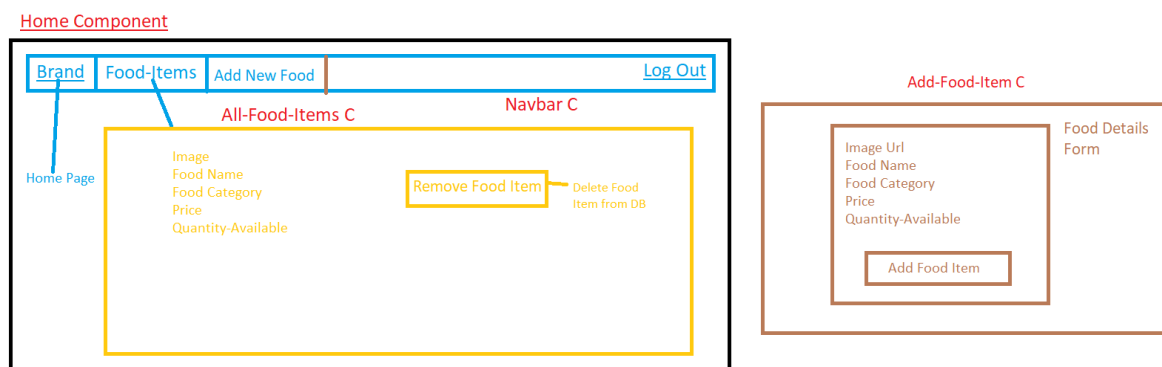 Home Component
Brand
Food-Items
Add New Food
Log Out
All-Food-Items C
Navbar C
Home Page
Image
Food Name
Food Category
Price
Quantity-Available
Remove Food Item
Delete Food
Item from DB
Add-Food-Item C
Food Details
Form
Image Url
Food Name
Food Category
Price
Quantity-Available
Add Food Item